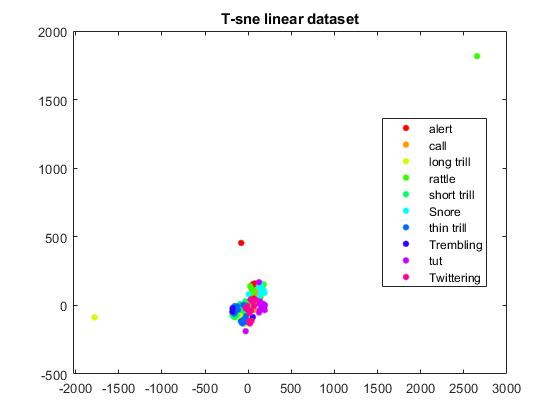 T-sne linear dataset
2000
1500
1000
500
0
-500
alert
call
long trill
rattle
short trill
Snore
thin trill
Trembling
tut
Twittering
-2000 -1500 -1000 -500 0 500 1000 1500 2000 2500 3000